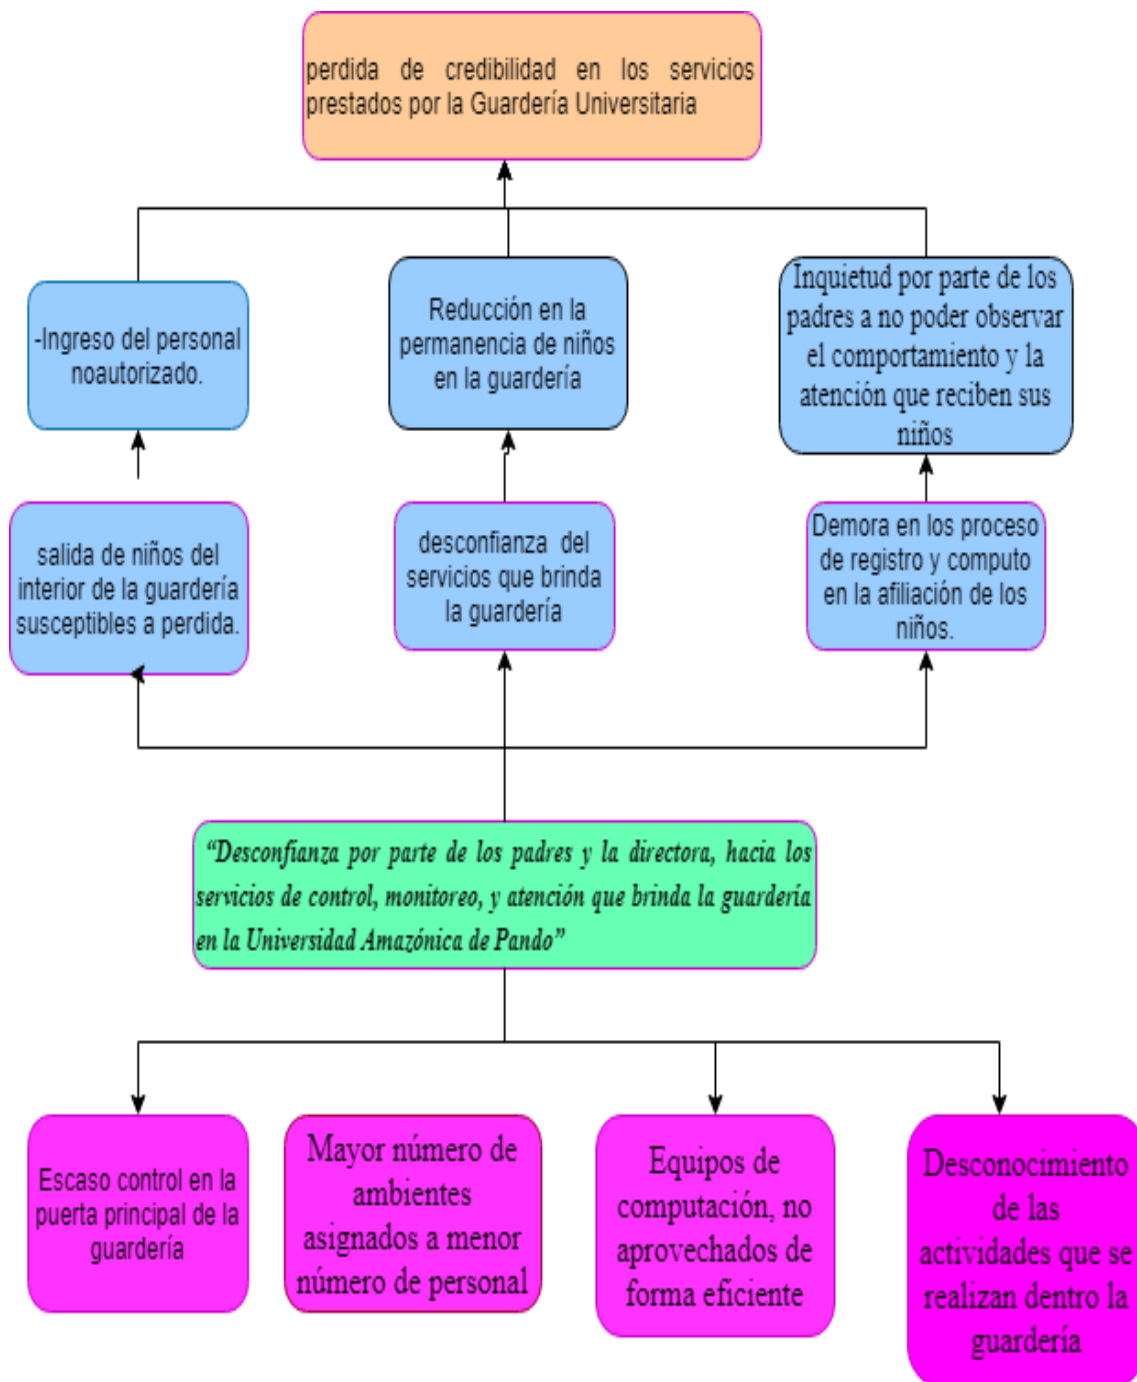 perdida de credibilidad en los servicios
prestados por la Guardería Universitaria
-Ingreso del personal
noautorizado.
Reducción en la
permanencia de niños
en la guardería
Inquietud por parte de los
padres a no poder observar
el comportamiento y la
atención que reciben sus
niños
salida de niños del
interior de la guardería
susceptibles a perdida.
desconfianza del
servicios que brinda
la guardería
Demora en los proceso
de registro y computo
en la afiliación de los
niños.
“Desconfianza por parte de los padres y la directora, hacia los
servicios de control, monitoreo, y atención que brinda la guardería
en la Universidad Amazónica de Pando”
Escaso control en la
puerta principal de la
guardería
Mayor número de
ambientes
asignados a menor
número de personal
Equipos de
computación, no
aprovechados de
forma eficiente
Desconocimiento
de las
actividades que se
realizan dentro la
guardería